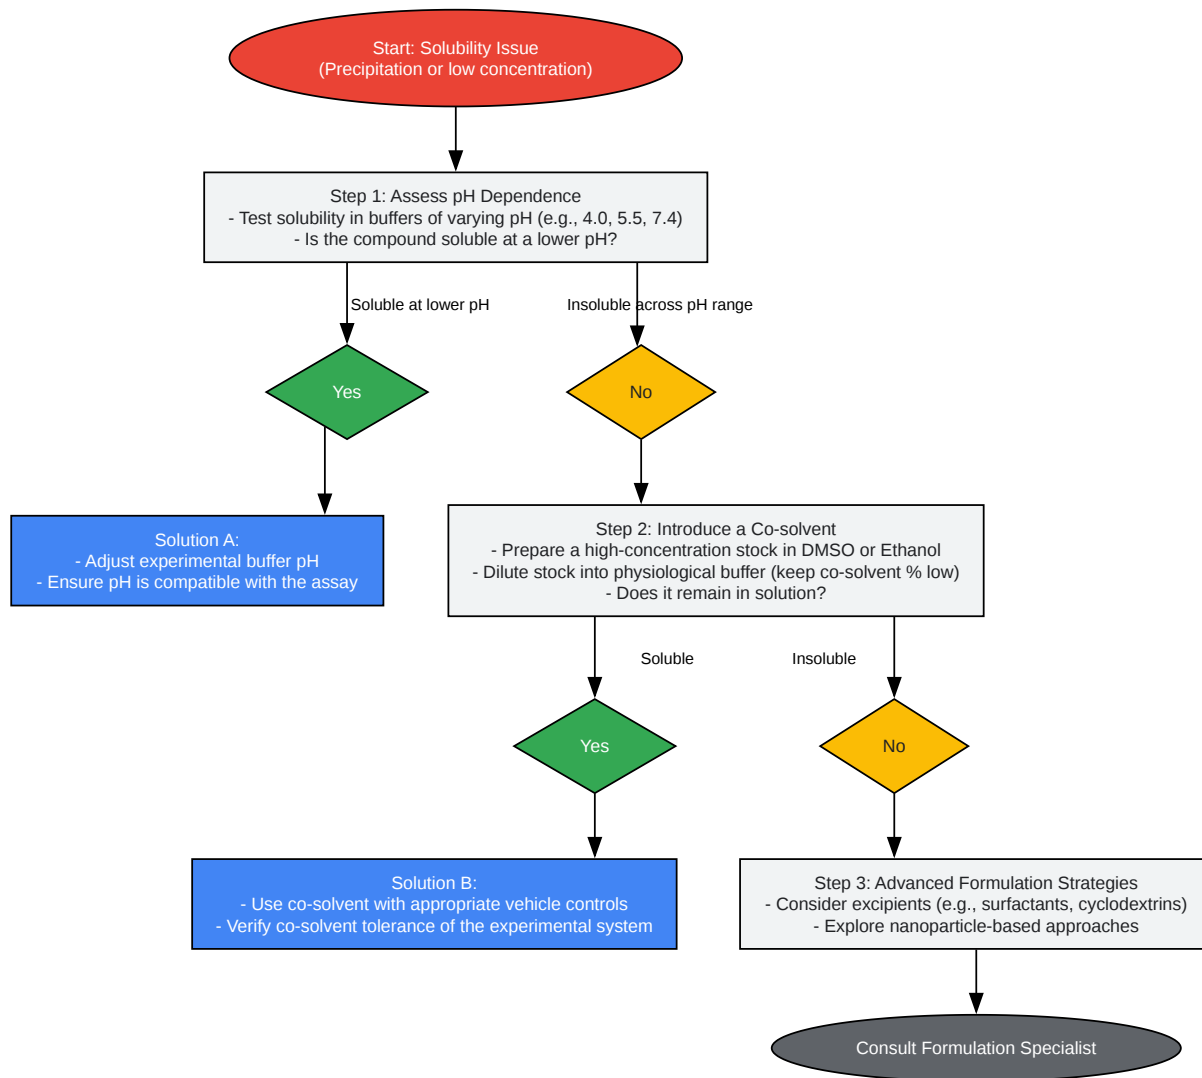 Start: Solubility Issue
(Precipitation or low concentration)
Step 1: Assess pH Dependence
- Test solubility in buffers of varying pH (e.g., 4.0, 5.5, 7.4)
- Is the compound soluble at a lower pH?
Soluble at lower pH
Insoluble across pH range
Yes
No
Solution A:
- Adjust experimental buffer pH
- Ensure pH is compatible with the assay
Step 2: Introduce a Co-solvent
- Prepare a high-concentration stock in DMSO or Ethanol
- Dilute stock into physiological buffer (keep co-solvent % low)
- Does it remain in solution?
Soluble
Insoluble
Yes
No
Solution B:
- Use co-solvent with appropriate vehicle controls
- Verify co-solvent tolerance of the experimental system
Step 3: Advanced Formulation Strategies
- Consider excipients (e.g., surfactants, cyclodextrins)
- Explore nanoparticle-based approaches
Consult Formulation Specialist